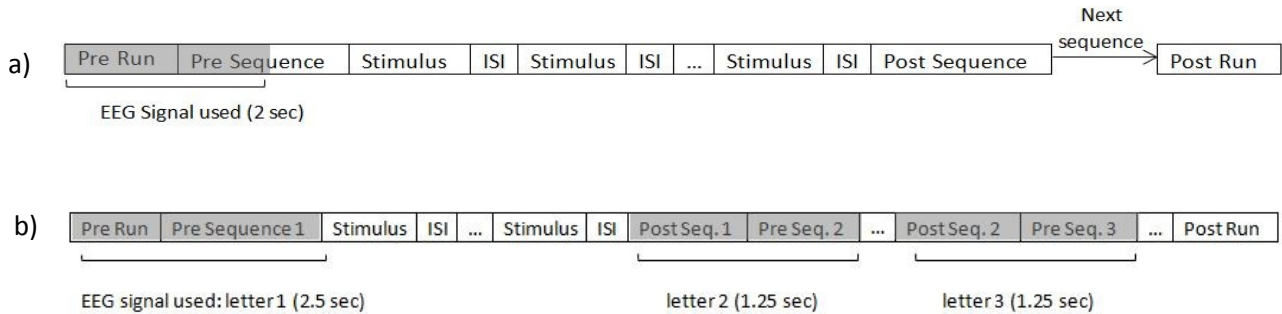 Next
sequence
a) Pre Run Pre Sequence Stimulus ISI Stimulus ISI ... Stimulus ISI Post Sequence Post Run
EEG Signal used (2 sec)
b) Pre Run Pre Sequence 1 Stimulus ISI ... Stimulus ISI Post Seq. 1 Pre Seq. 2 ... Post Seq. 2 Pre Seq. 3 ... Post Run
EEG signal used: letter 1 (2.5 sec) letter 2 (1.25 sec) letter 3 (1.25 sec)